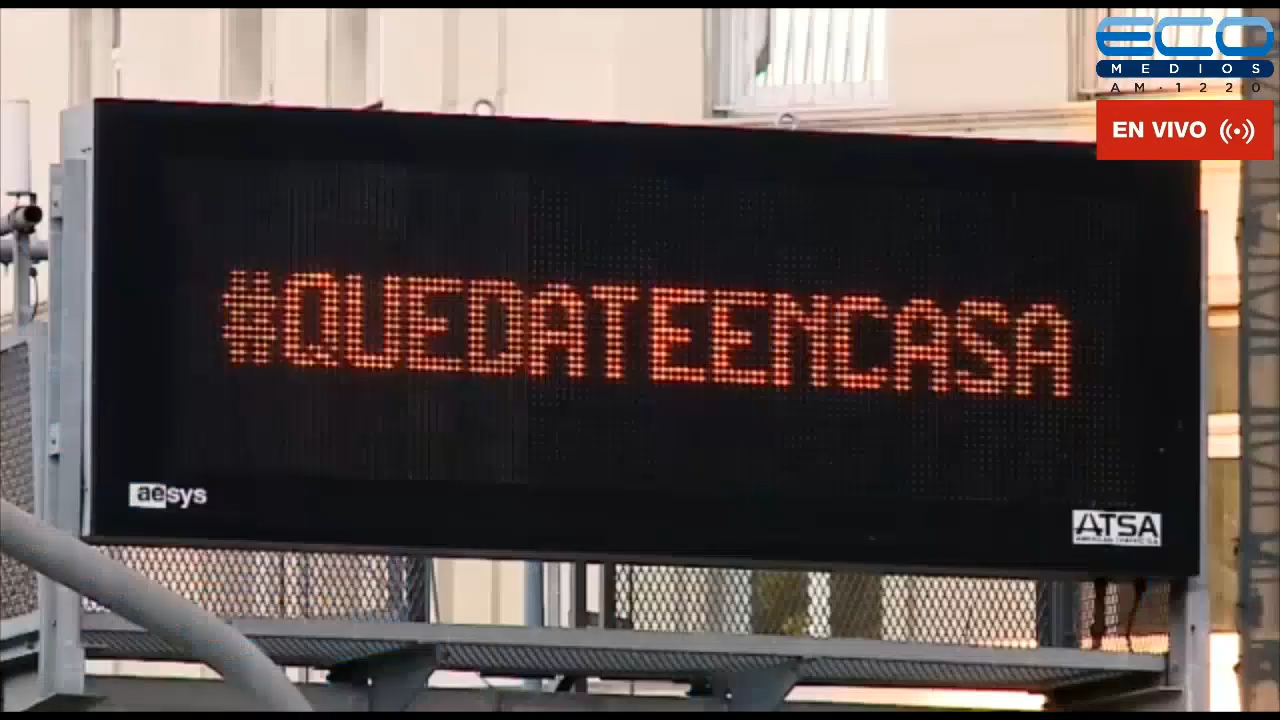 ECO
MEDIOS
AM·1220
EN VIVO
#QUEDATEENCASA
aesys
ATSA